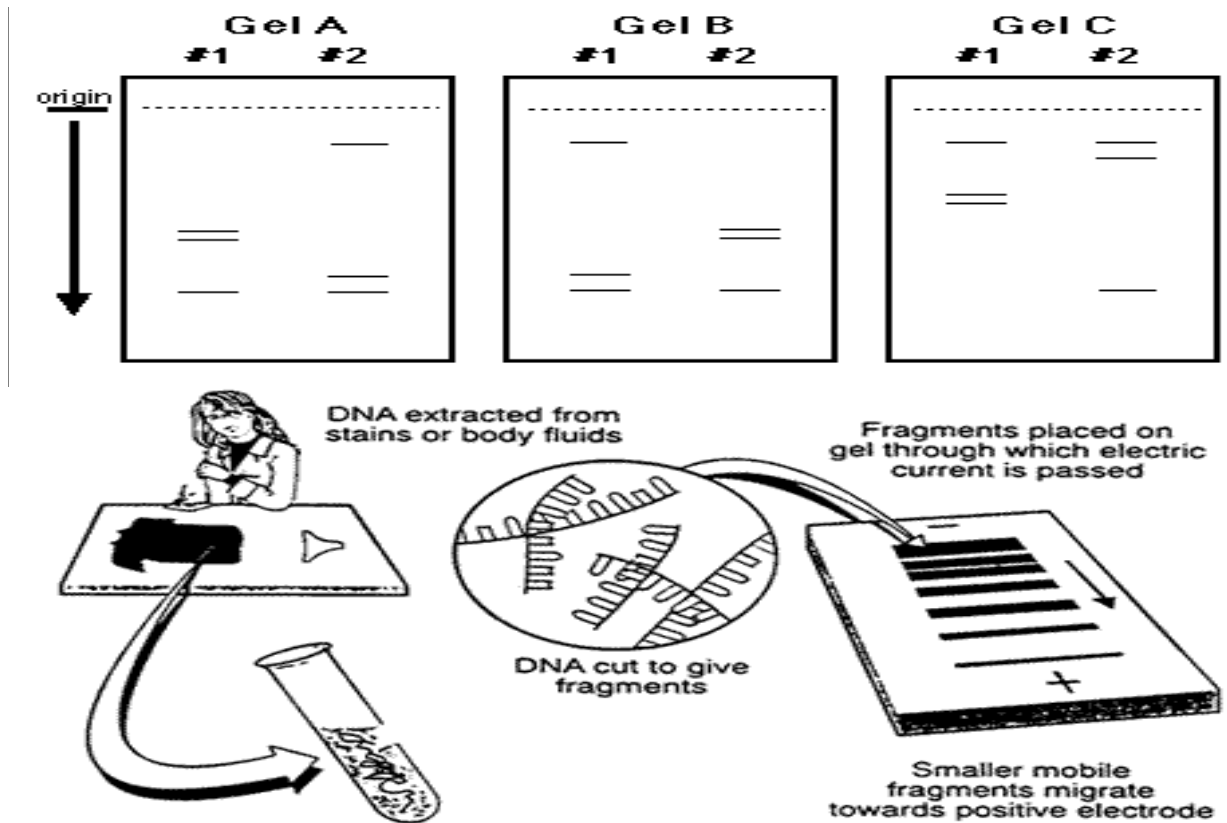 Gel A
Gel B
Gel C
#1
#2
#1
#2
#1
#2
origin
DNA extracted from
stains or body fluids
Fragments placed on
gel through which electric
current is passed
−
DNA cut to give
fragments
+
Smaller mobile
fragments migrate
towards positive electrode